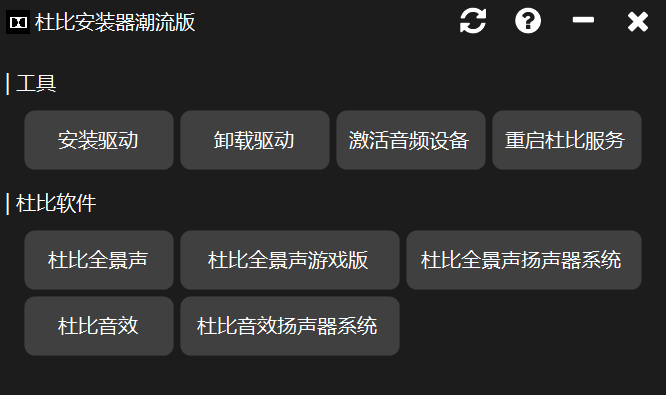 杜比安装器潮流版
| 工具
安装驱动 卸载驱动 激活音频设备 重启杜比服务
| 杜比软件
杜比全景声 杜比全景声游戏版 杜比全景声扬声器系统
杜比音效 杜比音效扬声器系统